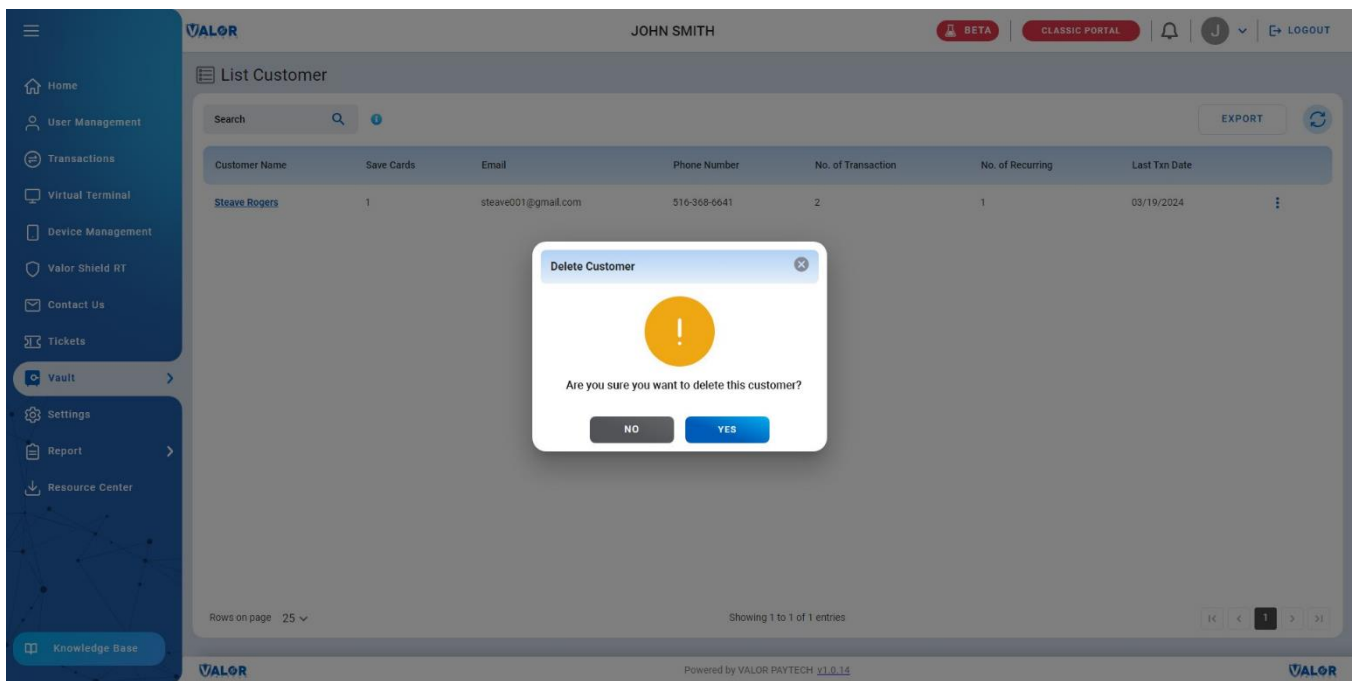 VALOR
JOHN SMITH
BETA
CLASSIC PORTAL
J
LOGOUT
Home
User Management
Transactions
Virtual Terminal
Device Management
Valor Shield RT
Contact Us
Tickets
Vault
Settings
Report
Resource Center
Knowledge Base
List Customer
Search
EXPORT
Customer Name Save Cards Email Phone Number No. of Transaction No. of Recurring Last Txn Date
Steave Rogers 1 steave001@gmail.com 516-368-6641 2 1 03/19/2024
Delete Customer
!
Are you sure you want to delete this customer?
NO YES
Rows on page 25 Showing 1 to 1 of 1 entries 1
VALOR Powered by VALOR PAYTECH v1.0.14 VALOR